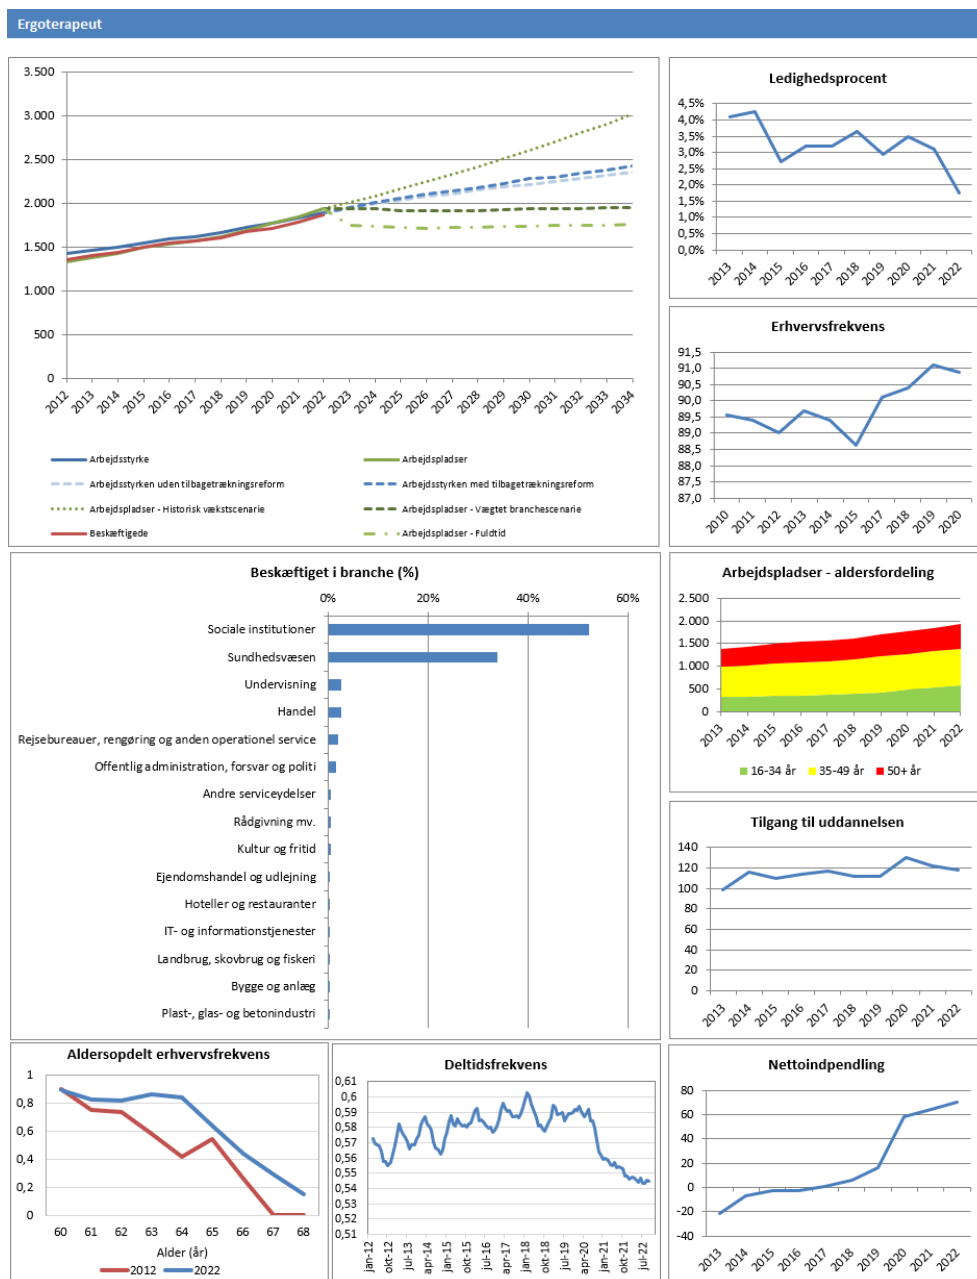 Ergoterapeut
3.500
3.000
2.500
2.000
1.500
1.000
500
0
2012 2013 2014 2015 2016 2017 2018 2019 2020 2021 2022 2023 2024 2025 2026 2027 2028 2029 2030 2031 2032 2033 2034
Arbejdsstyrke Arbejdspladser
Arbejdsstyrken uden tilbagetrækningsreform Arbejdsstyrken med tilbagetrækningsreform
Arbejdspladser - Historisk vækstscenarie Arbejdspladser - Vægtet branchescenarie
Beskæftigede Arbejdspladser - Fuldtid
Ledighedsprocent
4,5%
4,0%
3,5%
3,0%
2,5%
2,0%
1,5%
1,0%
0,5%
0,0%
2013 2014 2015 2016 2017 2018 2019 2020 2021 2022
Erhvervsfrekvens
91,5
91,0
90,5
90,0
89,5
89,0
88,5
88,0
87,5
87,0
2010 2011 2012 2013 2014 2015 2017 2018 2019 2020
Beskæftiget i branche (%)
0% 20% 40% 60%
Sociale institutioner
Sundhedsvæsen
Undervisning
Handel
Rejsebureauer, rengøring og anden operationel service
Offentlig administration, forsvar og politi
Andre serviceydelser
Rådgivning mv.
Kultur og fritid
Ejendomshandel og udlejning
Hoteller og restauranter
IT- og informationstjenester
Landbrug, skovbrug og fiskeri
Bygge og anlæg
Plast-, glas- og betonindustri
Arbejdspladser - aldersfordeling
2.500
2.000
1.500
1.000
500
0
2013 2014 2015 2016 2017 2018 2019 2020 2021 2022
16-34 år 35-49 år 50+ år
Tilgang til uddannelsen
140
120
100
80
60
40
20
0
2013 2014 2015 2016 2017 2018 2019 2020 2021 2022
Aldersopdelt erhvervsfrekvens
1
0,8
0,6
0,4
0,2
0
60 61 62 63 64 65 66 67 68
Alder (år)
2012 2022
Deltidsfrekvens
0,61
0,6
0,59
0,58
0,57
0,56
0,55
0,54
0,53
0,52
0,51
jan-12 okt-12 jul-13 apr-14 jan-15 okt-15 jul-16 apr-17 jan-18 okt-18 jul-19 apr-20 jan-21 okt-21 jul-22
Nettoindpendling
80
60
40
20
0
-20
-40
2013 2014 2015 2016 2017 2018 2019 2020 2021 2022